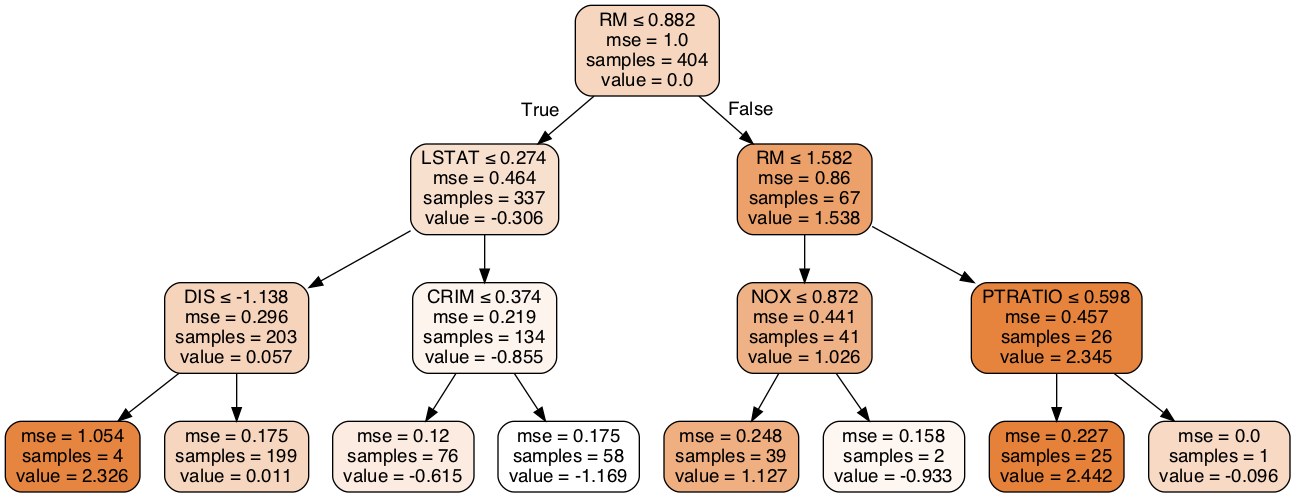 RM ≤ 0.882
mse = 1.0
samples = 404
value = 0.0
True
False
LSTAT ≤ 0.274
mse = 0.464
samples = 337
value = -0.306
RM ≤ 1.582
mse = 0.86
samples = 67
value = 1.538
DIS ≤ -1.138
mse = 0.296
samples = 203
value = 0.057
CRIM ≤ 0.374
mse = 0.219
samples = 134
value = -0.855
NOX ≤ 0.872
mse = 0.441
samples = 41
value = 1.026
PTRATIO ≤ 0.598
mse = 0.457
samples = 26
value = 2.345
mse = 1.054
samples = 4
value = 2.326
mse = 0.175
samples = 199
value = 0.011
mse = 0.12
samples = 76
value = -0.615
mse = 0.175
samples = 58
value = -1.169
mse = 0.248
samples = 39
value = 1.127
mse = 0.158
samples = 2
value = -0.933
mse = 0.227
samples = 25
value = 2.442
mse = 0.0
samples = 1
value = -0.096